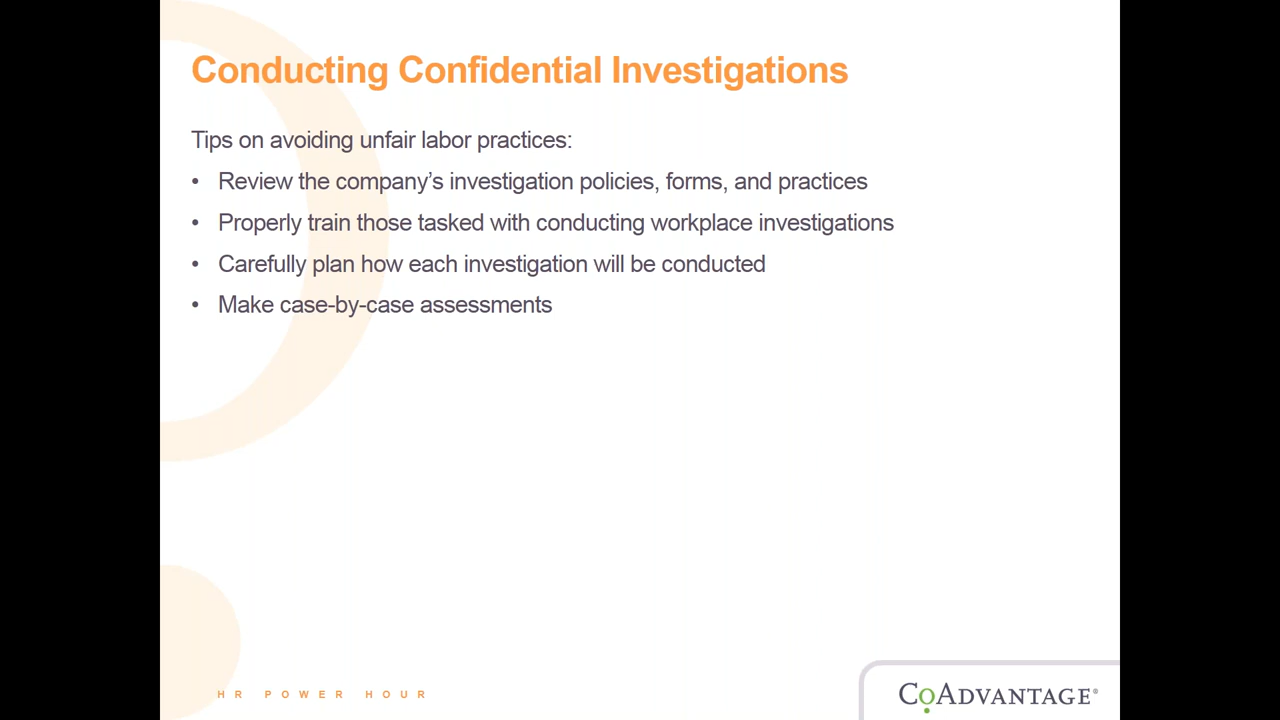 Conducting Confidential Investigations
Tips on avoiding unfair labor practices:
• Review the company’s investigation policies, forms, and practices
• Properly train those tasked with conducting workplace investigations
• Carefully plan how each investigation will be conducted
• Make case-by-case assessments
HR POWER HOUR
COADVANTAGE®